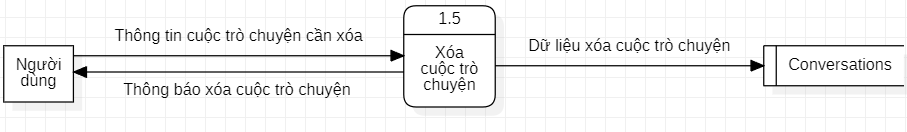 1.5
Thông tin cuộc trò chuyện cần xóa
Dữ liệu xóa cuộc trò chuyện
Người
dùng
Xóa
cuộc trò
chuyện
Conversations
Thông báo xóa cuộc trò chuyện